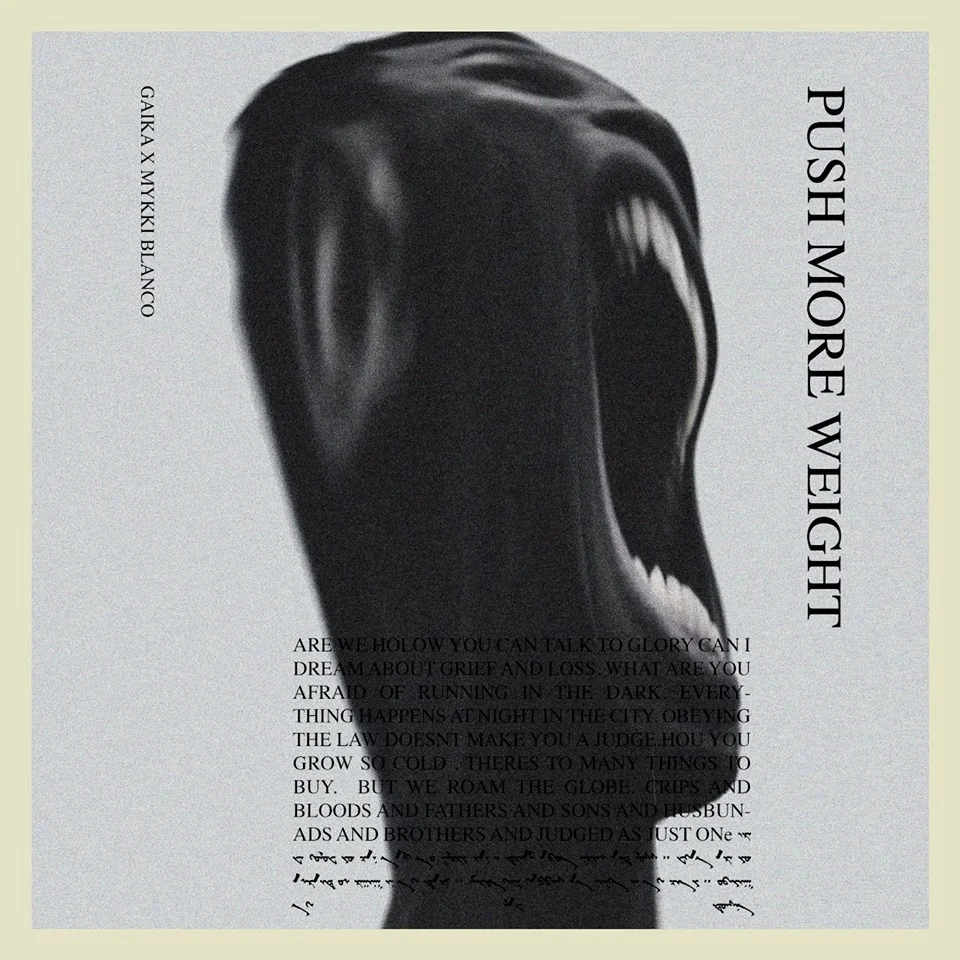 GAIKA X MYKKI BLANCO
PUSH MORE WEIGHT
ARE WE HOLOW YOU CAN TALK TO GLORY CAN I
DREAM ABOUT GRIEF AND LOSS. WHAT ARE YOU
AFRAID OF RUNNING IN THE DARK. EVERY-
THING HAPPENS AT NIGHT IN THE CITY. OBEYING
THE LAW DOESNT MAKE YOU A JUDGE.HOU YOU
GROW SO COLD . THERES TO MANY THINGS TO
BUY. BUT WE ROAM THE GLOBE. CRIPS AND
BLOODS AND FATHERS AND SONS AND HUSBUN-
ADS AND BROTHERS AND JUDGED AS JUST ONe